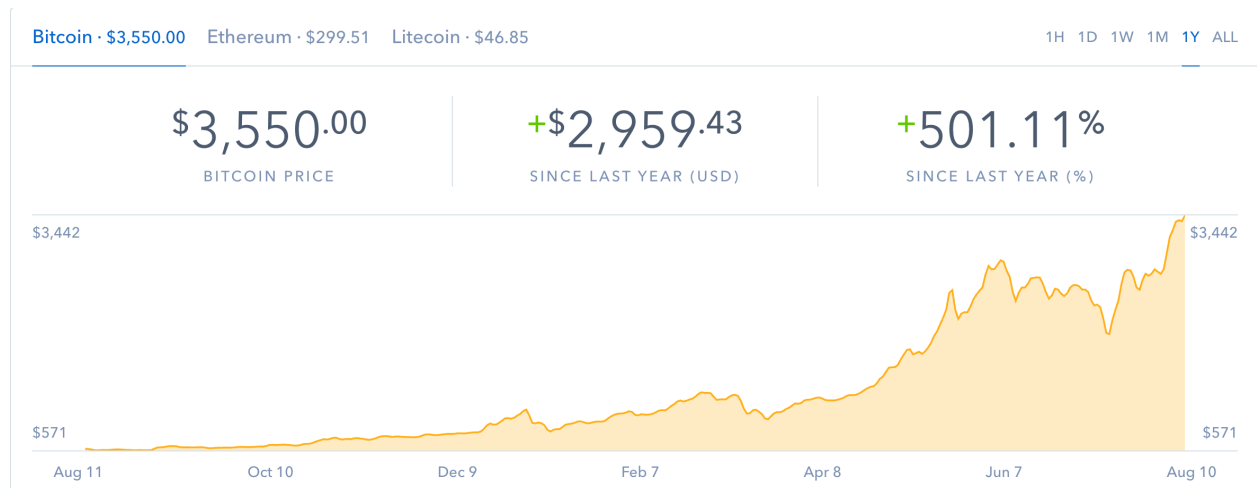 Bitcoin · $3,550.00 Ethereum · $299.51 Litecoin · $46.85 1H 1D 1W 1M 1Y ALL
$3,550.00 +$2,959.43 +501.11%
BITCOIN PRICE SINCE LAST YEAR (USD) SINCE LAST YEAR (%)
$3,442 $3,442
$571 $571
Aug 11 Oct 10 Dec 9 Feb 7 Apr 8 Jun 7 Aug 10